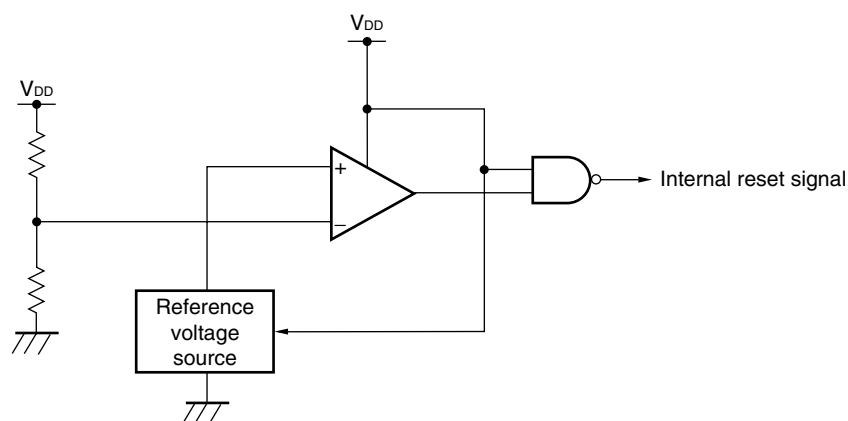 VDD
VDD
+
−
Internal reset signal
Reference
voltage
source